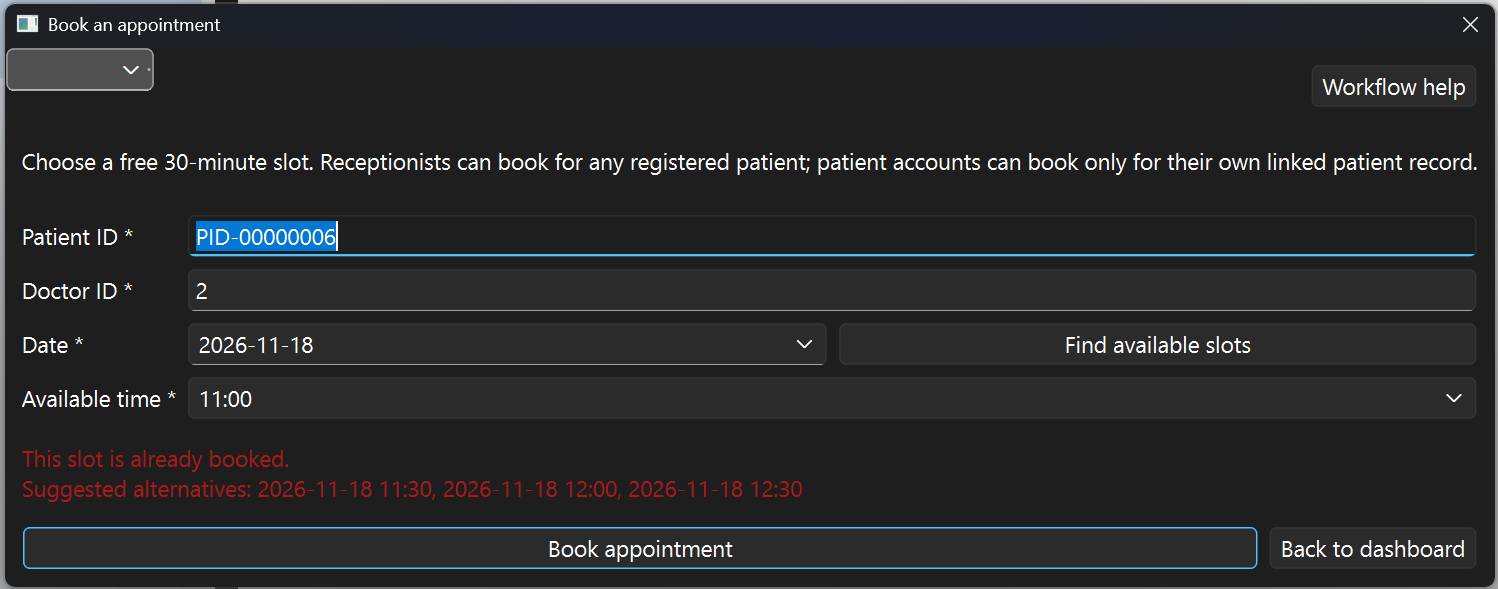 Book an appointment
Workflow help
Choose a free 30-minute slot. Receptionists can book for any registered patient; patient accounts can book only for their own linked patient record.
Patient ID * PID-00000006
Doctor ID * 2
Date * 2026-11-18 Find available slots
Available time * 11:00
This slot is already booked.
Suggested alternatives: 2026-11-18 11:30, 2026-11-18 12:00, 2026-11-18 12:30
Book appointment Back to dashboard